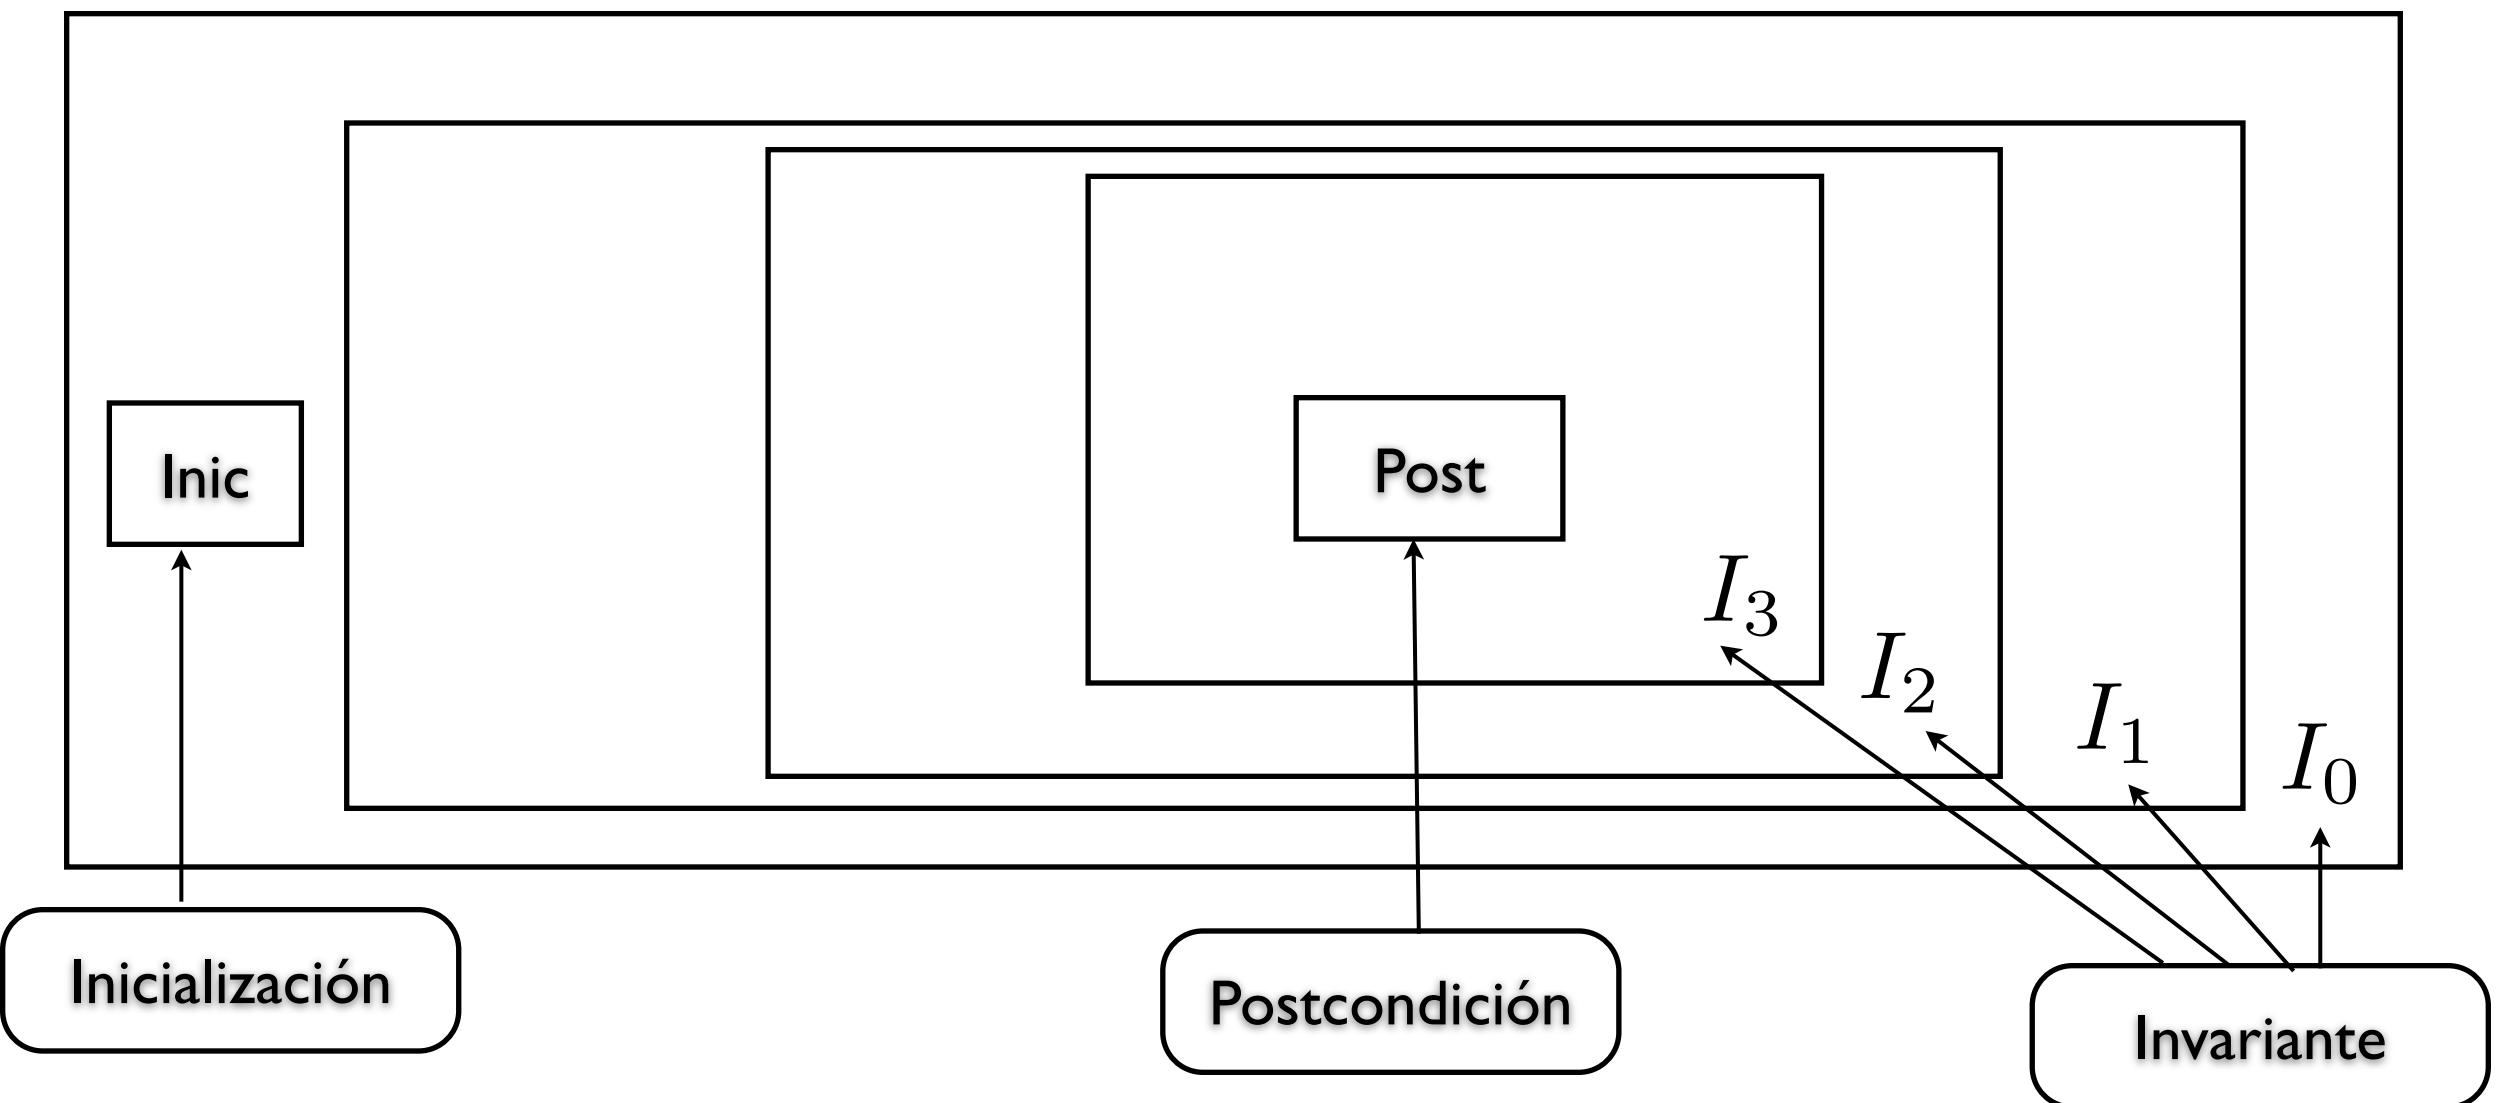 Inic
Post
I3
I2
I1
I0
Inicialización
Postcondición
Invariante